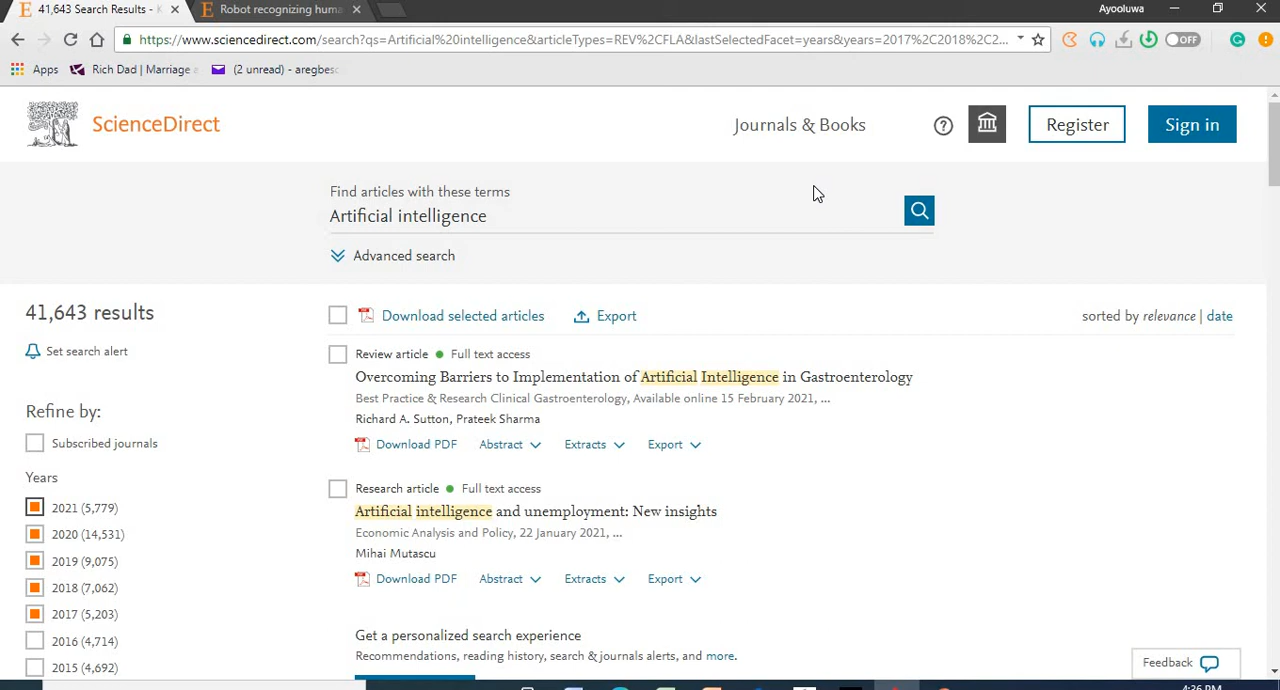 41,643 Search Results -
Robot recognizing huma
Ayooluwa
https://www.sciencedirect.com/search?qs=Artificial%20intelligence&articleTypes=REV%2CFLA&lastSelectedFacet=years&years=2017%2C2018%2C2...
OFF
Apps
Rich Dad | Marriage
(2 unread) - aregbes
ScienceDirect
Journals & Books
Register
Sign in
Find articles with these terms
Artificial intelligence
Advanced search
41,643 results
Set search alert
Download selected articles
Export
sorted by relevance | date
Review article
Full text access
Overcoming Barriers to Implementation of Artificial Intelligence in Gastroenterology
Best Practice & Research Clinical Gastroenterology, Available online 15 February 2021, ...
Richard A. Sutton, Prateek Sharma
Download PDF
Abstract
Extracts
Export
Refine by:
Subscribed journals
Years
2021 (5,779)
2020 (14,531)
2019 (9,075)
2018 (7,062)
2017 (5,203)
2016 (4,714)
2015 (4,692)
Research article
Full text access
Artificial intelligence and unemployment: New insights
Economic Analysis and Policy, 22 January 2021, ...
Mihai Mutascu
Download PDF
Abstract
Extracts
Export
Get a personalized search experience
Recommendations, reading history, search & journals alerts, and more.
Feedback
4:36 PM